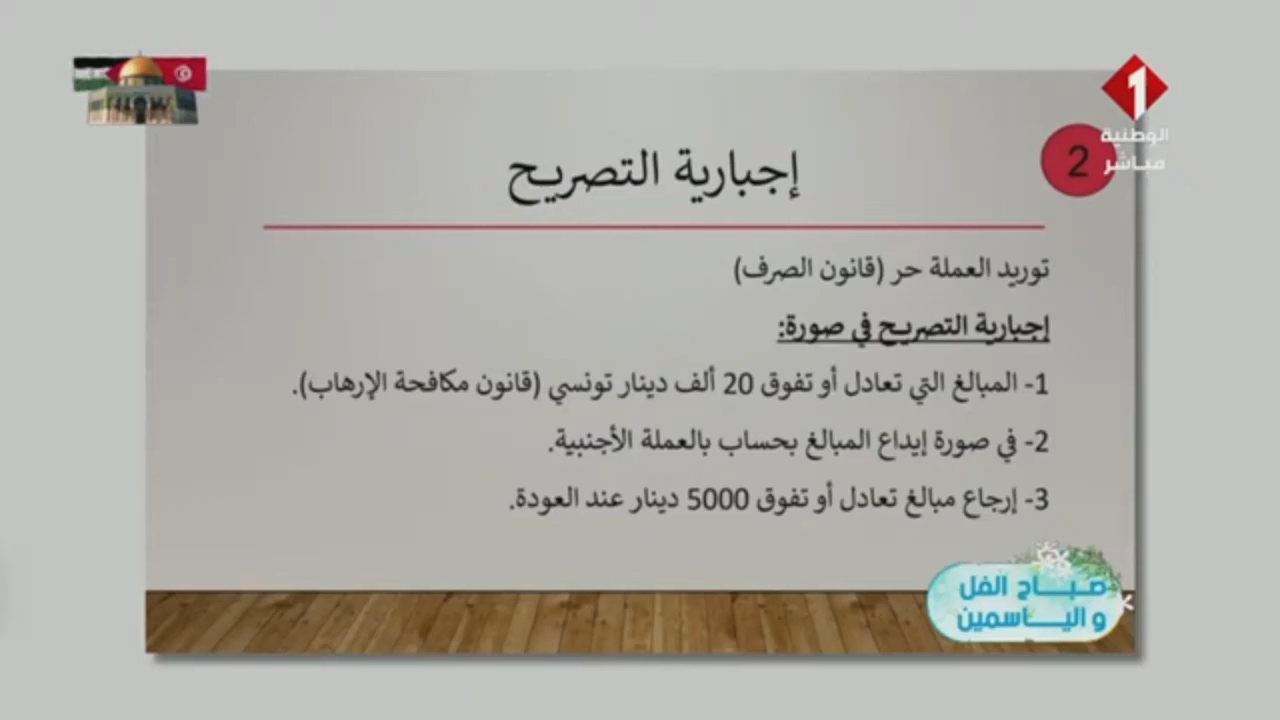 1
الوطنية
مباشر
2
إجبارية التصريح
توريد العملة حر (قانون الصرف)
إجبارية التصريح في صورة:
1- المبالغ التي تعادل أو تفوق 20 ألف دينار تونسي (قانون مكافحة الإرهاب).
2- في صورة إيداع المبالغ بحساب بالعملة الأجنبية.
3- إرجاع مبالغ تعادل أو تفوق 5000 دينار عند العودة.
صباح الفل
و الياسمين